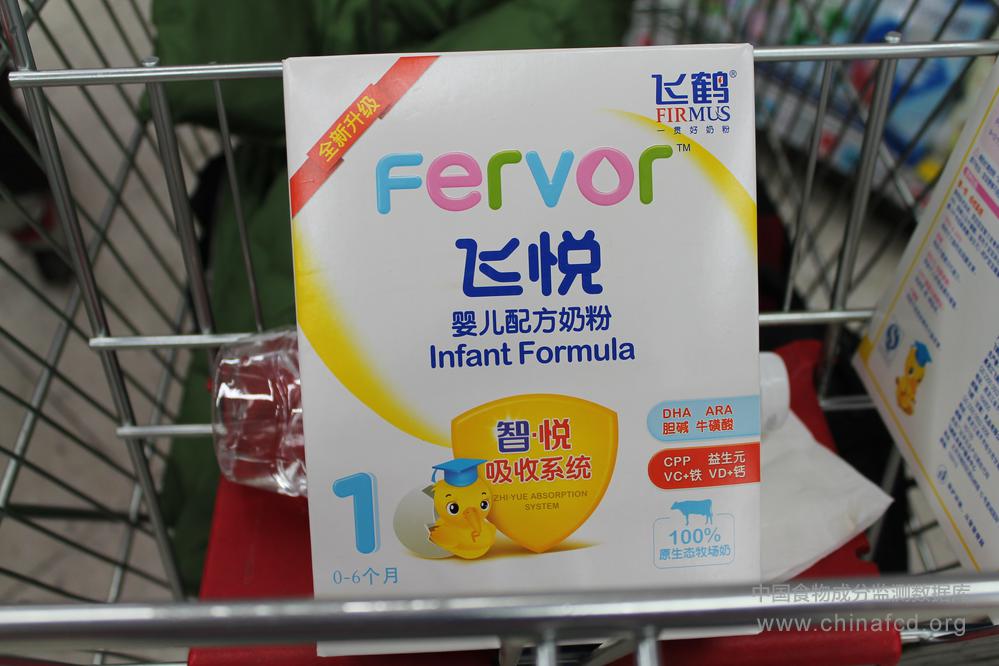 全新升级
飞鹤®
FIRMUS
一贯好奶粉
Fervor™
飞悦
婴儿配方奶粉
Infant Formula
智·悦
吸收系统
ZHI-YUE ABSORPTION
SYSTEM
DHA ARA
胆碱 牛磺酸
CPP 益生元
VC+铁 VD+钙
100%
原生态牧场奶
1
0-6个月
中国食物成分监测数据库
www.chinafcd.org